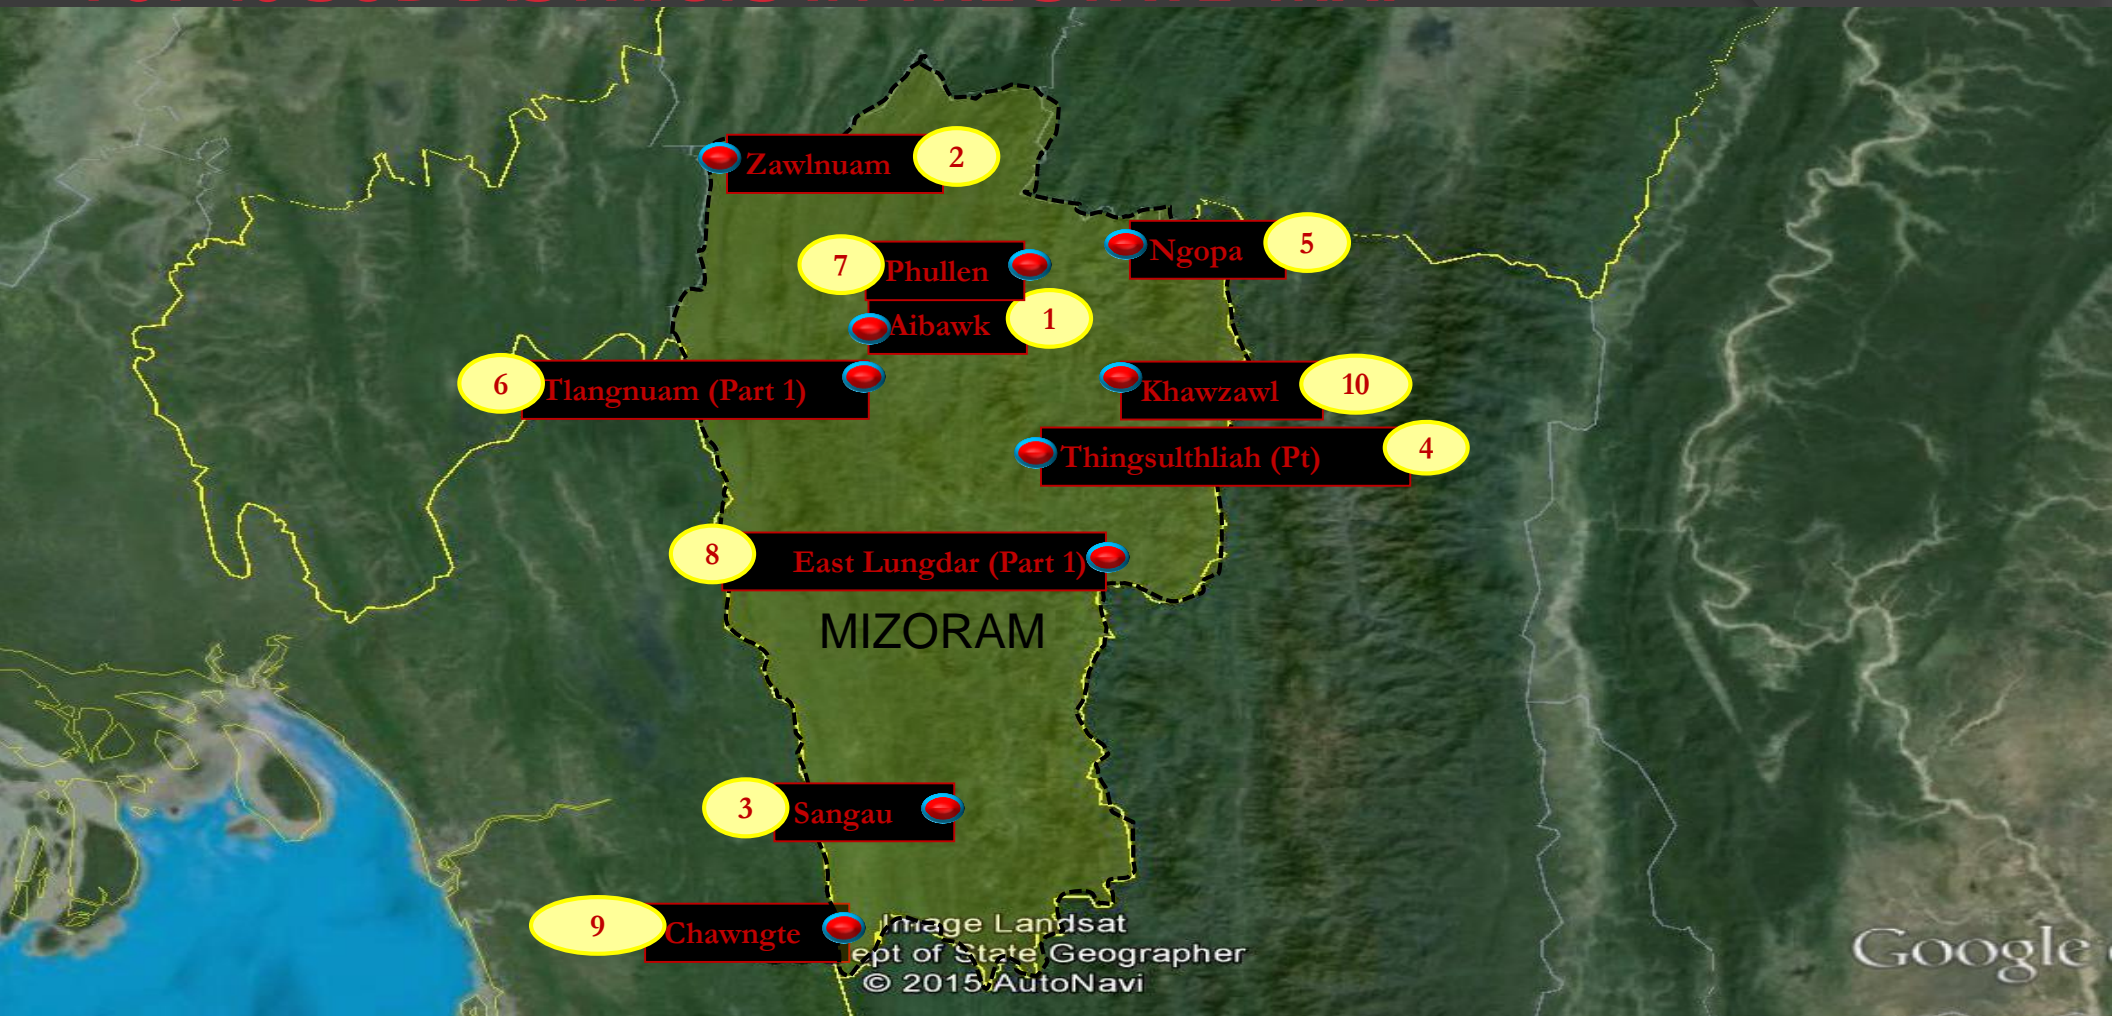 Zawlnuam 2
Ngopa 5
7 Phullen
Aibawk 1
6 Tlangnuam (Part 1)
Khawzawl 10
Thingsulthliah (Pt) 4
8 East Lungdar (Part 1)
MIZORAM
3 Sangau
9 Chawngte
Image Landsat
ept of State Geographer
© 2015 AutoNavi
Google